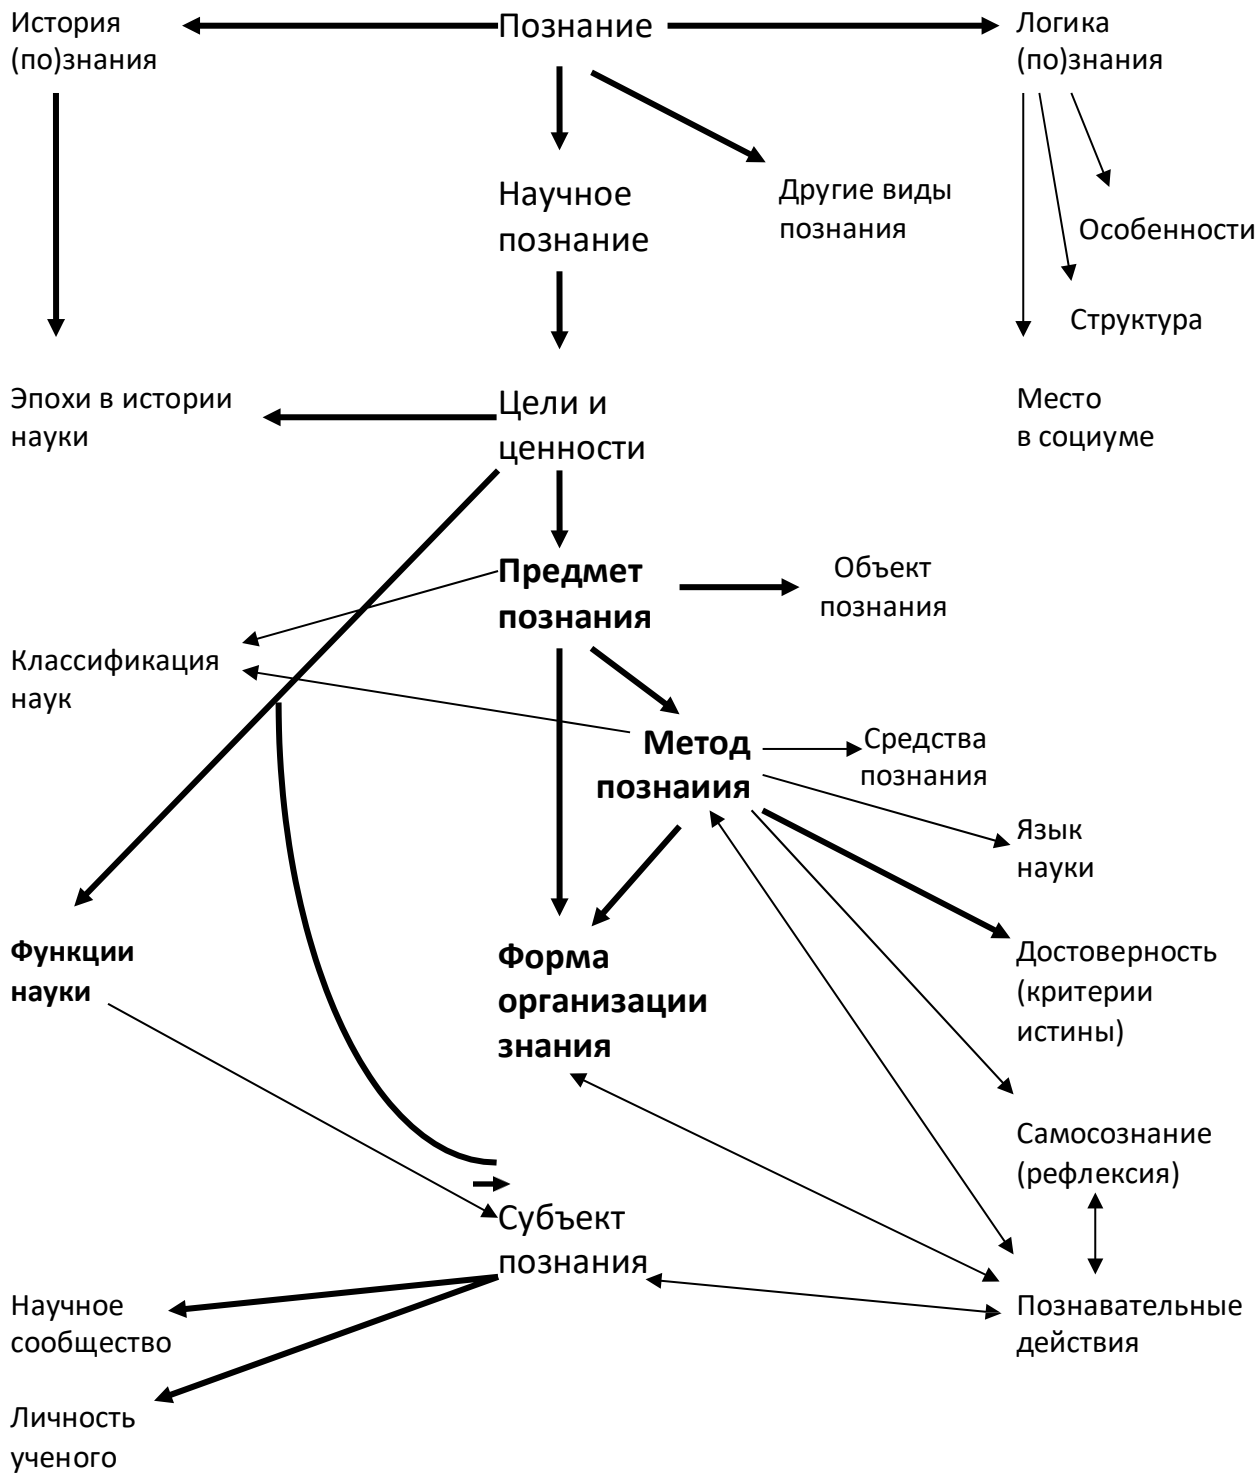 История
(по)знания
Познание
Логика
(по)знания
Научное
познание
Другие виды
познания
Особенности
Структура
Эпохи в истории
науки
Цели и
ценности
Место
в социуме
Предмет
познания
Объект
познания
Классификация
наук
Метод
познаиия
Средства
познания
Язык
науки
Функции
науки
Форма
организации
знания
Достоверность
(критерии
истины)
Самосознание
(рефлексия)
Субъект
познания
Научное
сообщество
Познавательные
действия
Личность
ученого